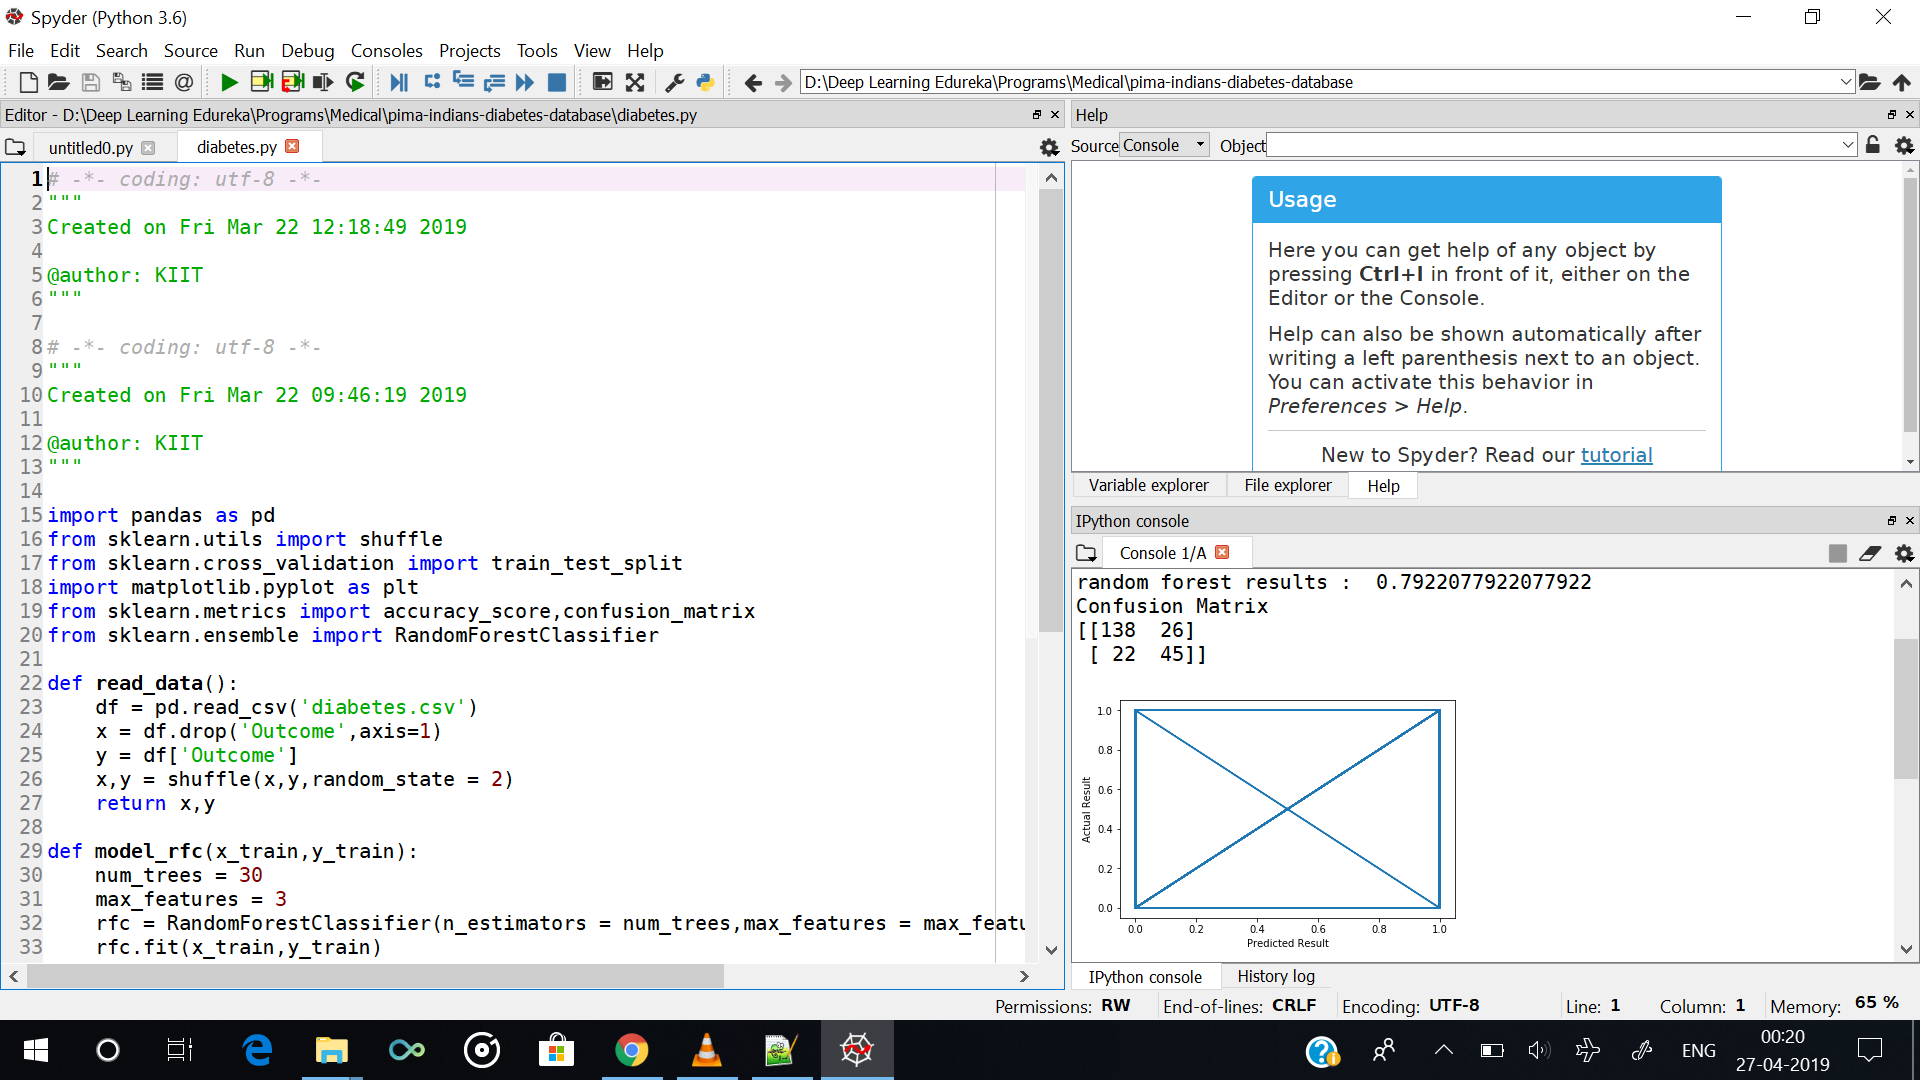 Spyder (Python 3.6)
File Edit Search Source Run Debug Consoles Projects Tools View Help
D:\Deep Learning Edureka\Programs\Medical\pima-indians-diabetes-database
Editor - D:\Deep Learning Edureka\Programs\Medical\pima-indians-diabetes-database\diabetes.py
untitled0.py diabetes.py
1 # -*- coding: utf-8 -*-
2 """
3 Created on Fri Mar 22 12:18:49 2019
4
5 @author: KIIT
6 """
7
8 # -*- coding: utf-8 -*-
9 """
10 Created on Fri Mar 22 09:46:19 2019
11
12 @author: KIIT
13 """
14
15 import pandas as pd
16 from sklearn.utils import shuffle
17 from sklearn.cross_validation import train_test_split
18 import matplotlib.pyplot as plt
19 from sklearn.metrics import accuracy_score,confusion_matrix
20 from sklearn.ensemble import RandomForestClassifier
21
22 def read_data():
23     df = pd.read_csv('diabetes.csv')
24     x = df.drop('Outcome',axis=1)
25     y = df['Outcome']
26     x,y = shuffle(x,y,random_state = 2)
27     return x,y
28
29 def model_rfc(x_train,y_train):
30     num_trees = 30
31     max_features = 3
32     rfc = RandomForestClassifier(n_estimators = num_trees,max_features = max_featu
33     rfc.fit(x_train,y_train)
Help
Source Console Object
Usage
Here you can get help of any object by
pressing Ctrl+I in front of it, either on the
Editor or the Console.
Help can also be shown automatically after
writing a left parenthesis next to an object.
You can activate this behavior in
Preferences > Help.
New to Spyder? Read our tutorial
Variable explorer File explorer Help
IPython console
Console 1/A
random forest results :  0.7922077922077922
Confusion Matrix
[[138  26]
 [ 22  45]]
1.0
0.8
0.6
0.4
0.2
0.0
Actual Result
0.0 0.2 0.4 0.6 0.8 1.0
Predicted Result
IPython console History log
Permissions: RW End-of-lines: CRLF Encoding: UTF-8 Line: 1 Column: 1 Memory: 65 %
ENG
00:20
27-04-2019